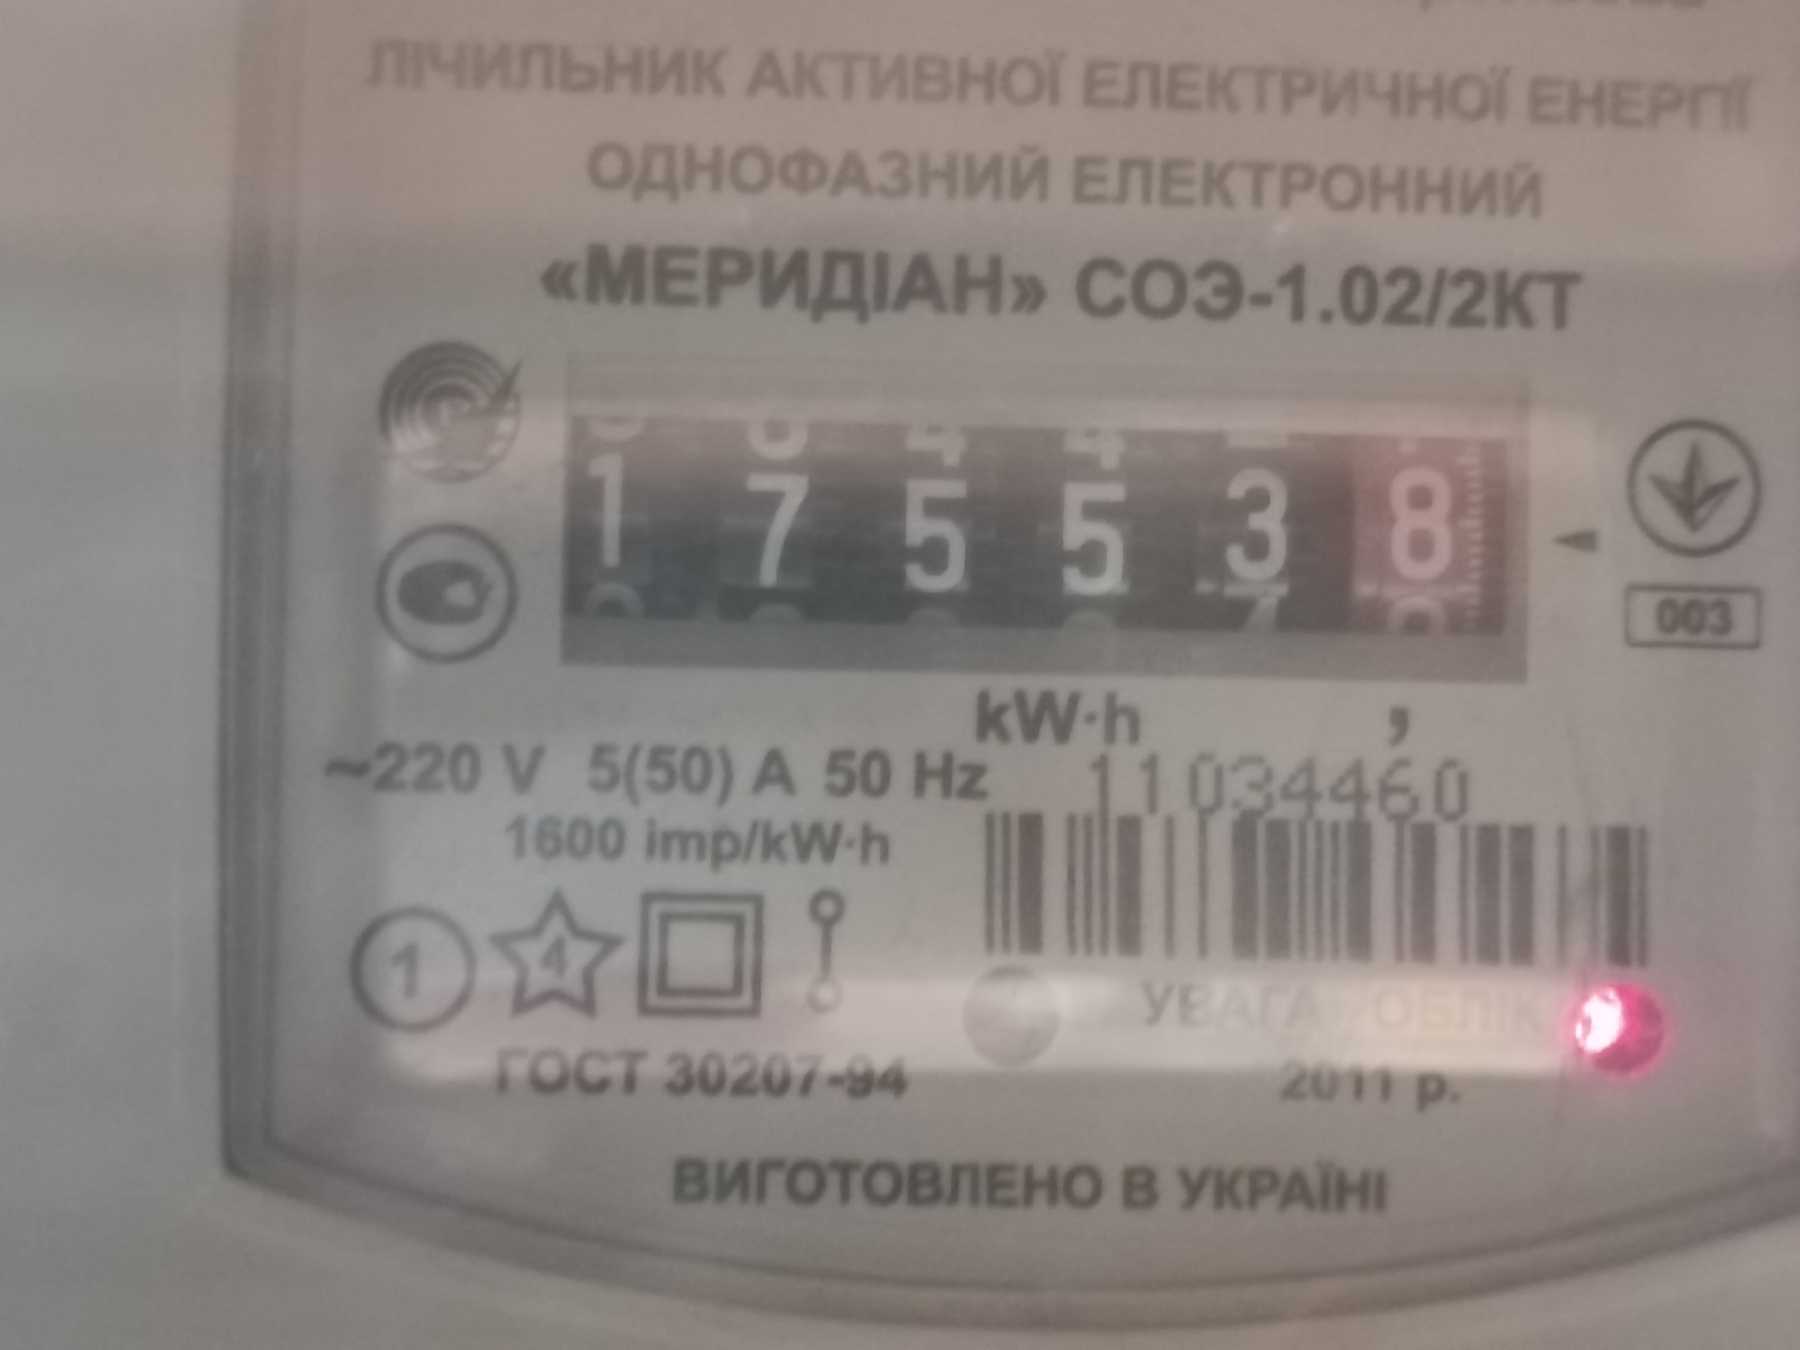 ЛІЧИЛЬНИК АКТИВНОЇ ЕЛЕКТРИЧНОЇ ЕНЕРГІЇ
ОДНОФАЗНИЙ ЕЛЕКТРОННИЙ
«МЕРИДІАН» СОЭ-1.02/2КТ
1 7 5 5 3 8
003
kW·h ,
~220 V 5(50) A 50 Hz
11034460
1600 imp/kW·h
1 4
УВАГА
ГОСТ 30207-94
2011 р.
ВИГОТОВЛЕНО В УКРАЇНІ